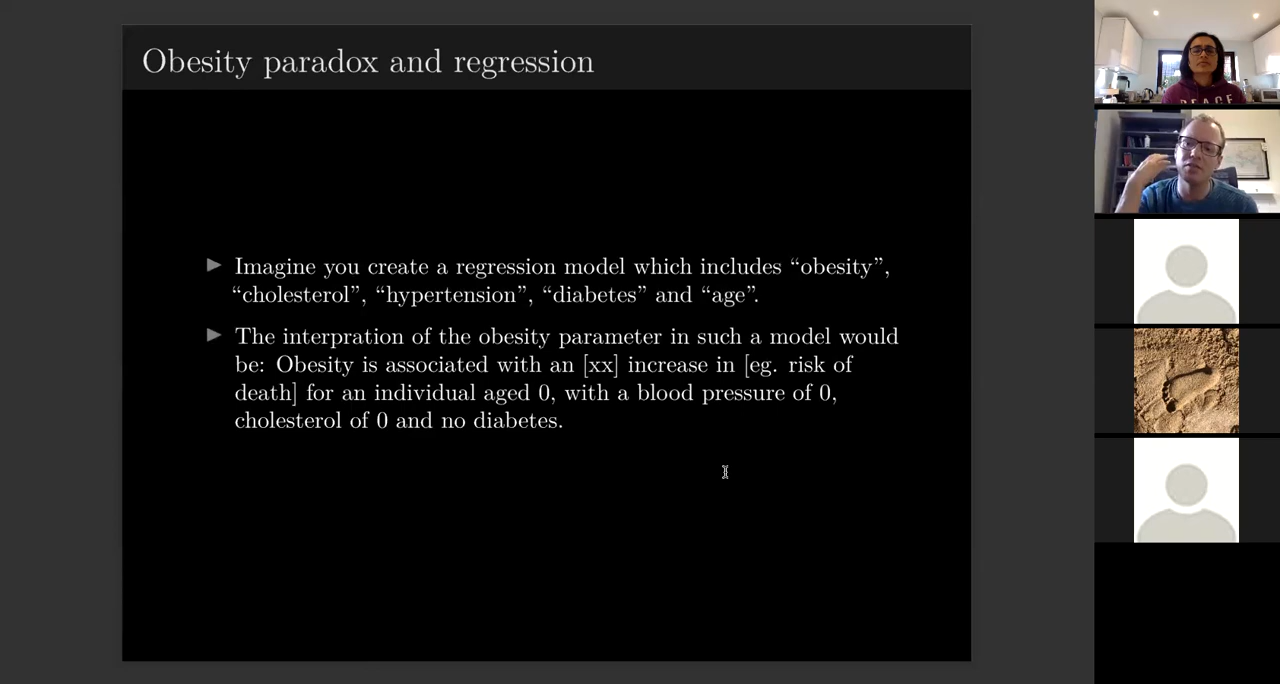 Obesity paradox and regression
Imagine you create a regression model which includes “obesity”,
“cholesterol”, “hypertension”, “diabetes” and “age”.
The interpration of the obesity parameter in such a model would
be: Obesity is associated with an [xx] increase in [eg. risk of
death] for an individual aged 0, with a blood pressure of 0,
cholesterol of 0 and no diabetes.
PEACE